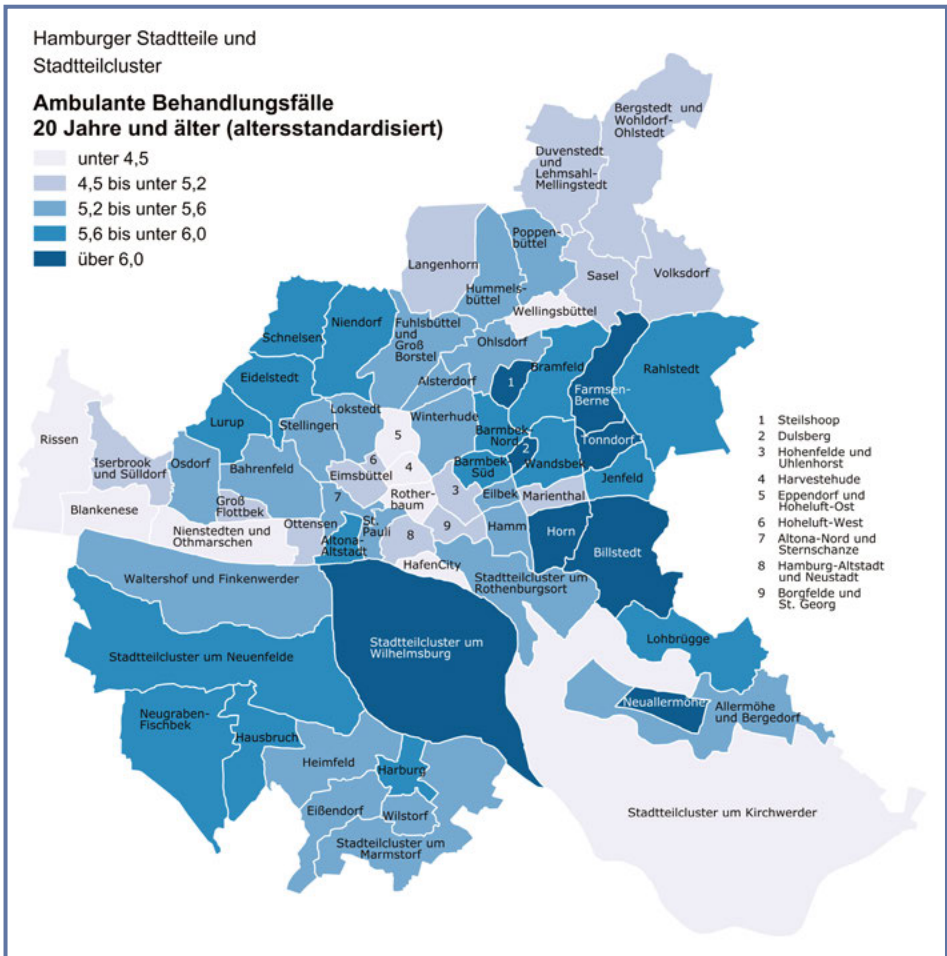 Hamburger Stadtteile und
Stadtteilcluster
Ambulante Behandlungsfälle
20 Jahre und älter (altersstandardisiert)
unter 4,5
4,5 bis unter 5,2
5,2 bis unter 5,6
5,6 bis unter 6,0
über 6,0
Bergstedt und
Wohldorf-
Ohlstedt
Duvenstedt
und
Lehmsahl-
Mellingstedt
Poppen-
büttel
Langenhorn
Hummels-
büttel
Sasel
Volksdorf
Wellingsbüttel
Schnelsen
Niendorf
Fuhlsbüttel
und
Groß
Borstel
Ohlsdorf
Alsterdorf
1
Bramfeld
Farmsen-
Berne
Rahlstedt
Eidelstedt
Lurup
Stellingen
Lokstedt
Winterhude
Barmbek-
Nord
2
Tonndorf
Rissen
Iserbrook
und Sülldorf
Osdorf
Bahrenfeld
5
6
4
Eimsbüttel
Barmbek-
Süd
Wandsbek
Jenfeld
Blankenese
Groß
Flottbek
7
Rother-
baum
3
Eilbek
Marienthal
Nienstedten und
Othmarschen
Ottensen
Altona-
Altstadt
St.
Pauli
8
9
Hamm
Horn
Billstedt
HafenCity
Waltershof und Finkenwerder
Stadtteilcluster um
Rothenburgsort
Stadtteilcluster um
Wilhelmsburg
Lohbrügge
Stadtteilcluster um Neuenfelde
Neugraben-
Fischbek
Hausbruch
Neuallermöhe
Allermöhe
und Bergedorf
Heimfeld
Harburg
Eißendorf
Wilstorf
Stadteilcluster um
Marmstorf
Stadtteilcluster um Kirchwerder
1 Steilshoop
2 Dulsberg
3 Hohenfelde und
Uhlenhorst
4 Harvestehude
5 Eppendorf und
Hoheluft-Ost
6 Hoheluft-West
7 Altona-Nord und
Sternschanze
8 Hamburg-Altstadt
und Neustadt
9 Borgfelde und
St. Georg